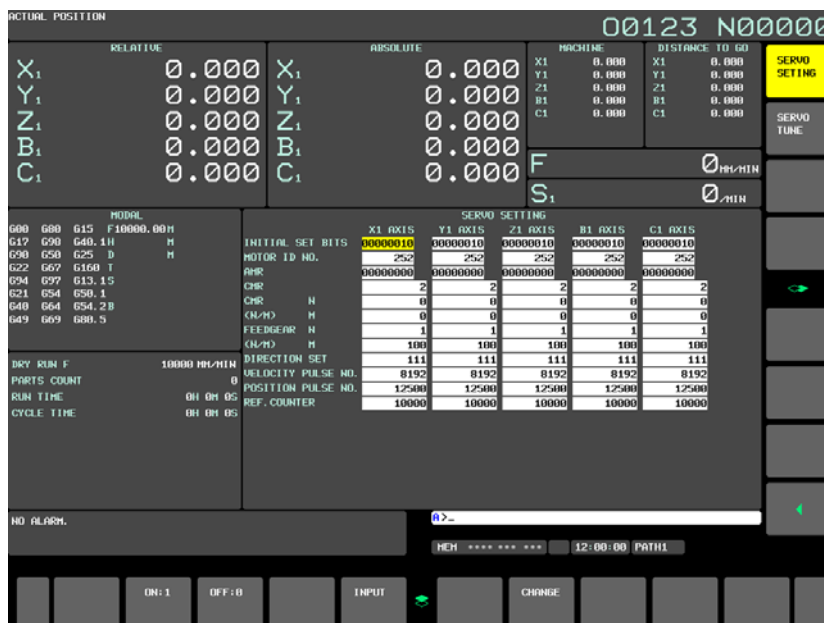 ACTUAL POSITION
O0123 N00000
RELATIVE
X1 0.000
Y1 0.000
Z1 0.000
B1 0.000
C1 0.000
ABSOLUTE
X1 0.000
Y1 0.000
Z1 0.000
B1 0.000
C1 0.000
MACHINE
X1 0.000
Y1 0.000
Z1 0.000
B1 0.000
C1 0.000
DISTANCE TO GO
X1 0.000
Y1 0.000
Z1 0.000
B1 0.000
C1 0.000
F 0 MM/MIN
S1 0 /MIN
SERVO
SETING
SERVO
TUNE
MODAL
G00 G80 G15 F10000.00 M
G17 G98 G40.1 H M
G90 G50 G25 D M
G22 G67 G160 T
G94 G97 G13.1 S
G21 G54 G50.1
G40 G64 G54.2 B
G49 G69 G80.5
DRY RUN F 10000 MM/MIN
PARTS COUNT 0
RUN TIME 0H 0M 0S
CYCLE TIME 0H 0M 0S
SERVO SETTING
X1 AXIS Y1 AXIS Z1 AXIS B1 AXIS C1 AXIS
INITIAL SET BITS 00000010 00000010 00000010 00000010 00000010
MOTOR ID NO. 252 252 252 252 252
AMR 00000000 00000000 00000000 00000000 00000000
CMR 2 2 2 2 2
CMR N 0 0 0 0 0
(N/M) M 0 0 0 0 0
FEEDGEAR N 1 1 1 1 1
(N/M) M 100 100 100 100 100
DIRECTION SET 111 111 111 111 111
VELOCITY PULSE NO. 8192 8192 8192 8192 8192
POSITION PULSE NO. 12500 12500 12500 12500 12500
REF.COUNTER 10000 10000 10000 10000 10000
NO ALARM.
A>_
MEM **** *** *** 12:00:00 PATH1
ON:1 OFF:0 INPUT CHANGE